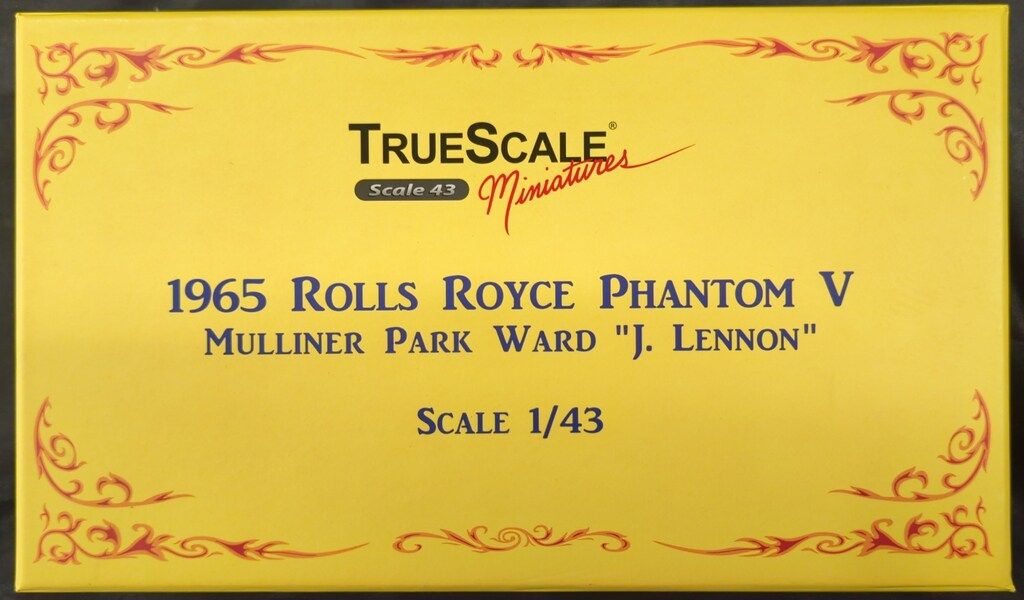 TRUESCALE®
Miniatures
Scale 43
1965 ROLLS ROYCE PHANTOM V
MULLINER PARK WARD "J. LENNON"
SCALE 1/43